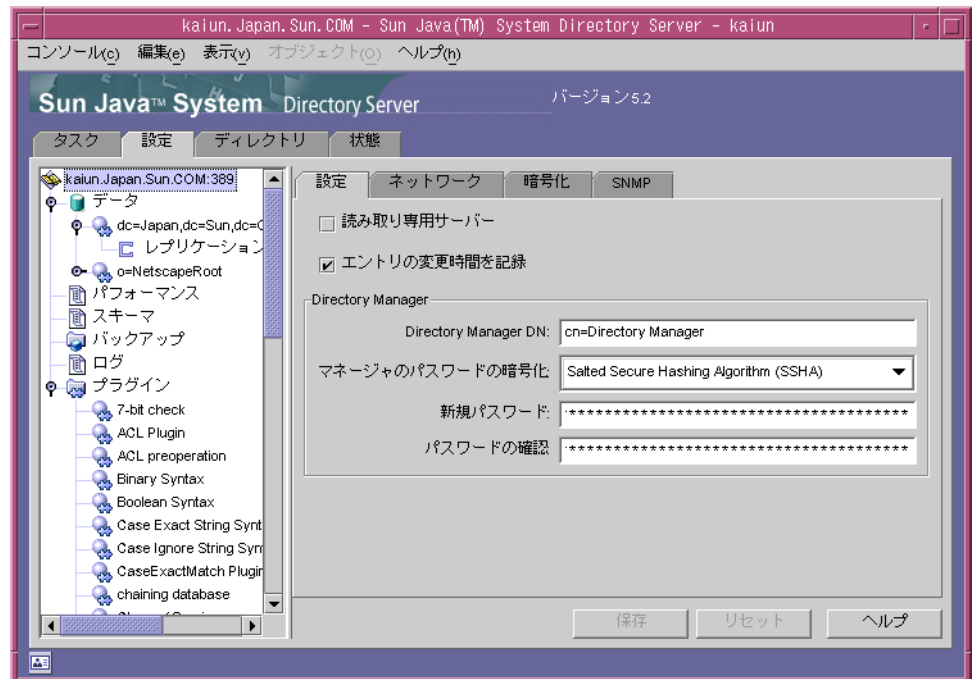 kaiun.Japan.Sun.COM - Sun Java(TM) System Directory Server - kaiun
コンソール(c) 編集(e) 表示(v) オブジェクト(o) ヘルプ(h)
Sun Java™ System Directory Server バージョン5.2
タスク 設定 ディレクトリ 状態
kaiun.Japan.Sun.COM:389
データ
dc=Japan,dc=Sun,dc=C
レプリケーション
o=NetscapeRoot
パフォーマンス
スキーマ
バックアップ
ログ
プラグイン
7-bit check
ACL Plugin
ACL preoperation
Binary Syntax
Boolean Syntax
Case Exact String Synt
Case Ignore String Syn
CaseExactMatch Plugin
chaining database
設定 ネットワーク 暗号化 SNMP
読み取り専用サーバー
エントリの変更時間を記録
Directory Manager
Directory Manager DN: cn=Directory Manager
マネージャのパスワードの暗号化: Salted Secure Hashing Algorithm (SSHA)
新規パスワード: ****************************************
パスワードの確認 ****************************************
保存 リセット ヘルプ